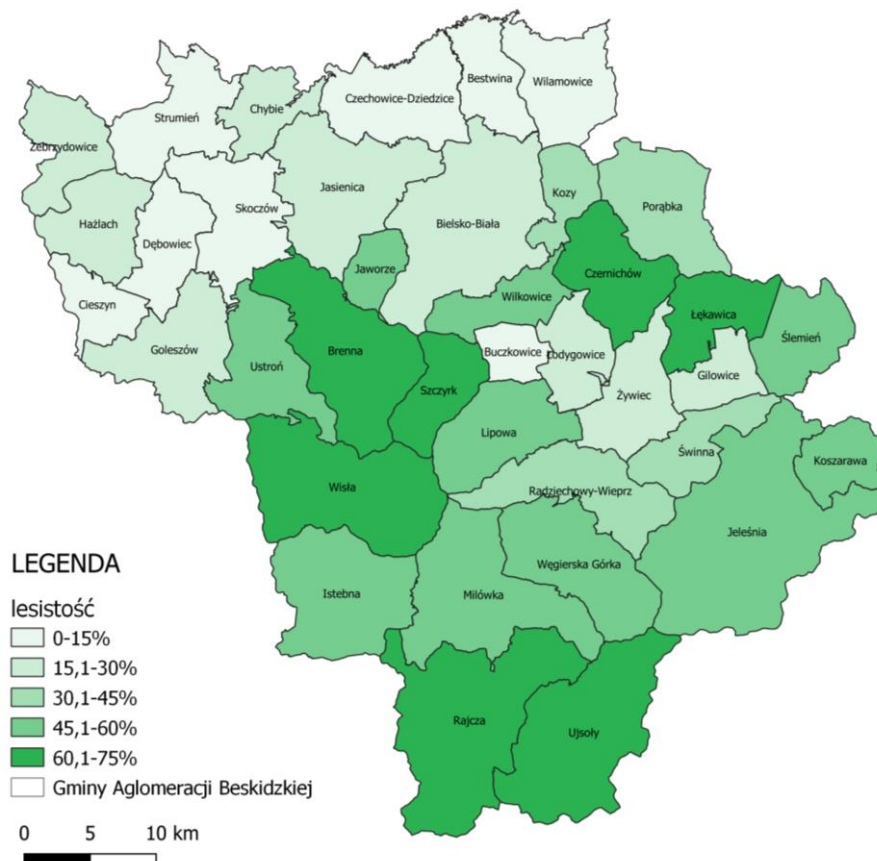 Bestwina
Wilamowice
Czechowice-Dziedzice
Chybie
Strumień
Zebrzydowice
Kozy
Jasienica
Porąbka
Skoczów
Hażlach
Bielsko-Biała
Dębowiec
Jaworze
Czernichów
Wilkowice
Cieszyn
Łękawica
Ślemień
Goleszów
Brenna
Buczkowice
Łodygowice
Ustroń
Gilowice
Szczyrk
Żywiec
Lipowa
Świnna
Koszarawa
Wisła
Radziechowy-Wieprz
Jeleśnia
Węgierska Górka
Istebna
Milówka
Rajcza
Ujsoły
LEGENDA
lesistość
0-15%
15,1-30%
30,1-45%
45,1-60%
60,1-75%
Gminy Aglomeracji Beskidzkiej
0 5 10 km